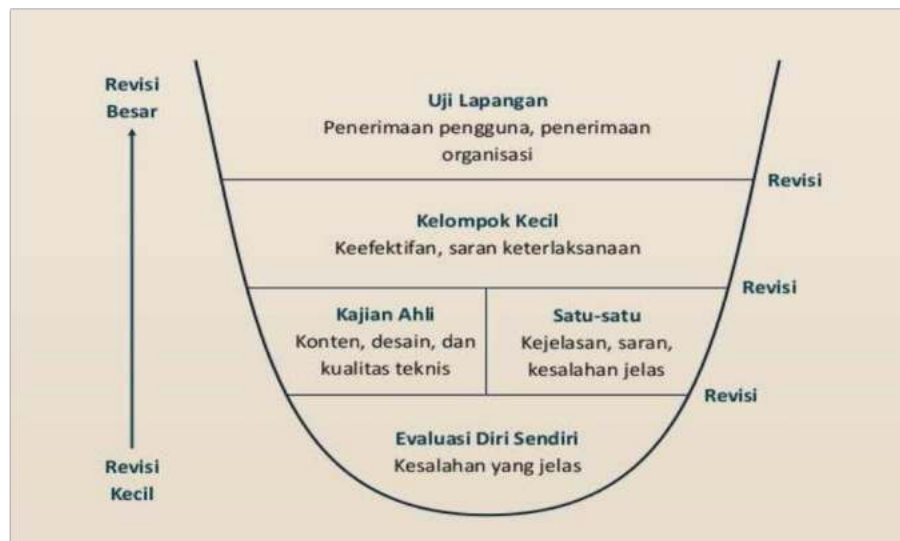 Revisi
Besar
Uji Lapangan
Penerimaan pengguna, penerimaan
organisasi
Revisi
Kelompok Kecil
Keefektifan, saran keterlaksanaan
Revisi
Kajian Ahli
Konten, desain, dan
kualitas teknis
Satu-satu
Kejelasan, saran,
kesalahan jelas
Revisi
Evaluasi Diri Sendiri
Kesalahan yang jelas
Revisi
Kecil